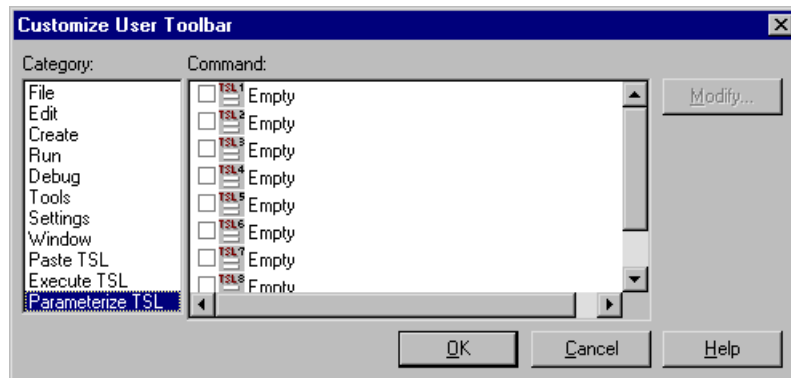 Customize User Toolbar
Category:
Command:
File
Edit
Create
Run
Debug
Tools
Settings
Window
Paste TSL
Execute TSL
Parameterize TSL
TSL1 Empty
TSL2 Empty
TSL3 Empty
TSL4 Empty
TSL5 Empty
TSL6 Empty
TSL7 Empty
TSL8 Empty
Modify...
OK
Cancel
Help